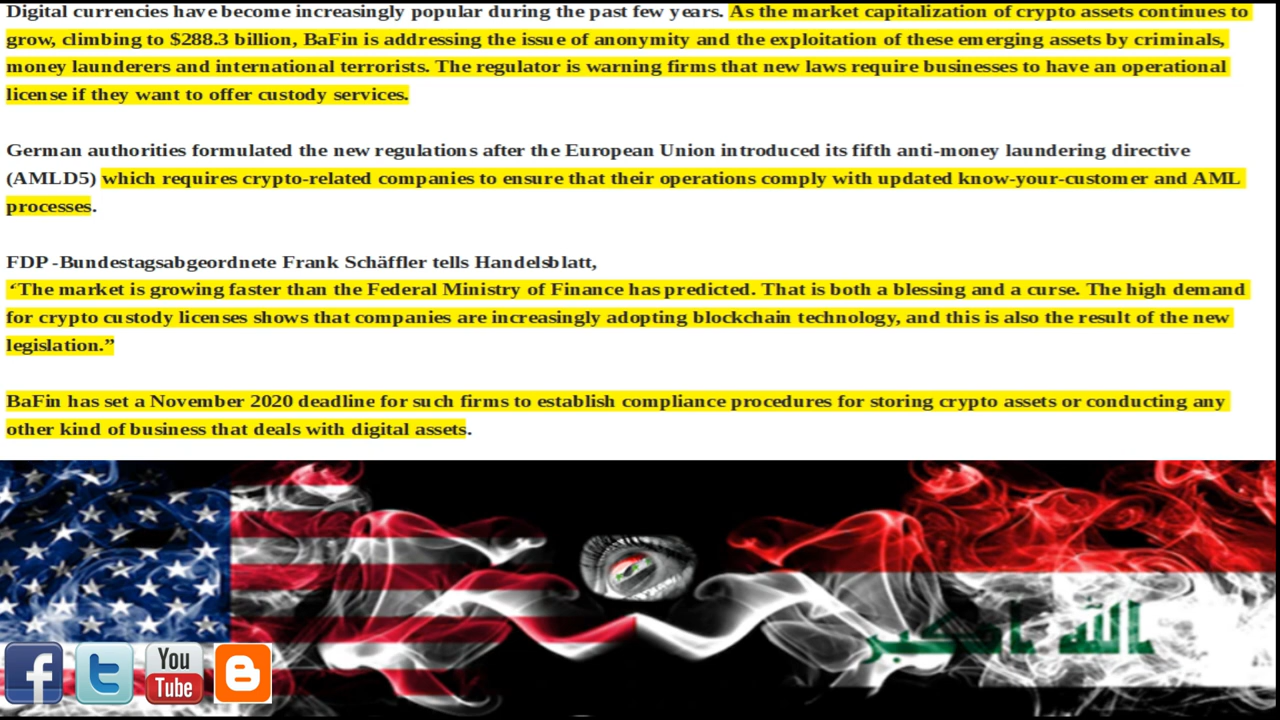 Digital currencies have become increasingly popular during the past few years. As the market capitalization of crypto assets continues to
grow, climbing to $288.3 billion, BaFin is addressing the issue of anonymity and the exploitation of these emerging assets by criminals,
money launderers and international terrorists. The regulator is warning firms that new laws require businesses to have an operational
license if they want to offer custody services.
German authorities formulated the new regulations after the European Union introduced its fifth anti-money laundering directive
(AMLD5) which requires crypto-related companies to ensure that their operations comply with updated know-your-customer and AML
processes.
FDP -Bundestagsabgeordnete Frank Schäffler tells Handelsblatt,
“The market is growing faster than the Federal Ministry of Finance has predicted. That is both a blessing and a curse. The high demand
for crypto custody licenses shows that companies are increasingly adopting blockchain technology, and this is also the result of the new
legislation.”
BaFin has set a November 2020 deadline for such firms to establish compliance procedures for storing crypto assets or conducting any
other kind of business that deals with digital assets.
الله اكبر
You
Tube